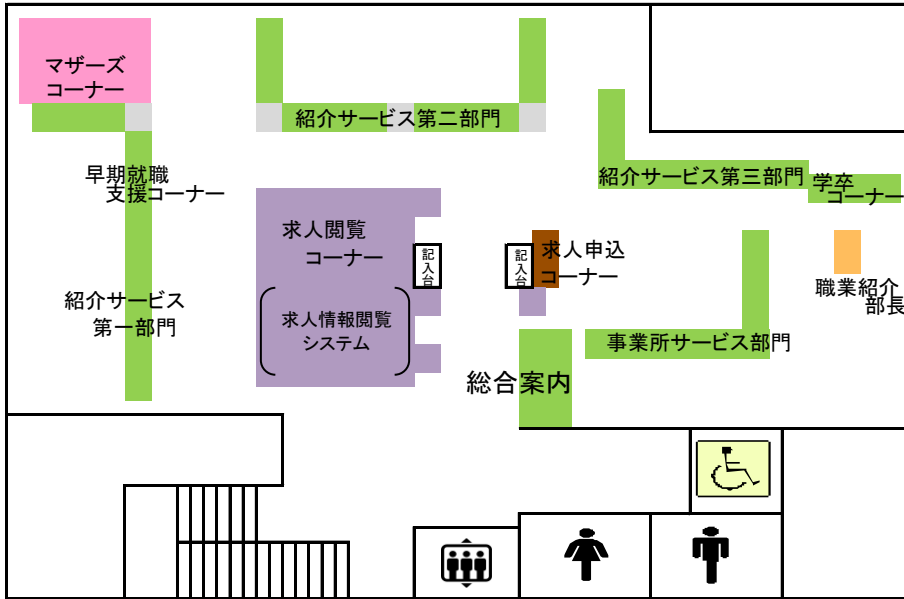 マザーズ
コーナー
紹介サービス第二部門
早期就職
支援コーナー
紹介サービス第三部門
学卒
コーナー
求人閲覧
コーナー
記入台
記入台
求人申込
コーナー
職業紹介
部長
紹介サービス
第一部門
求人情報閲覧
システム
事業所サービス部門
総合案内